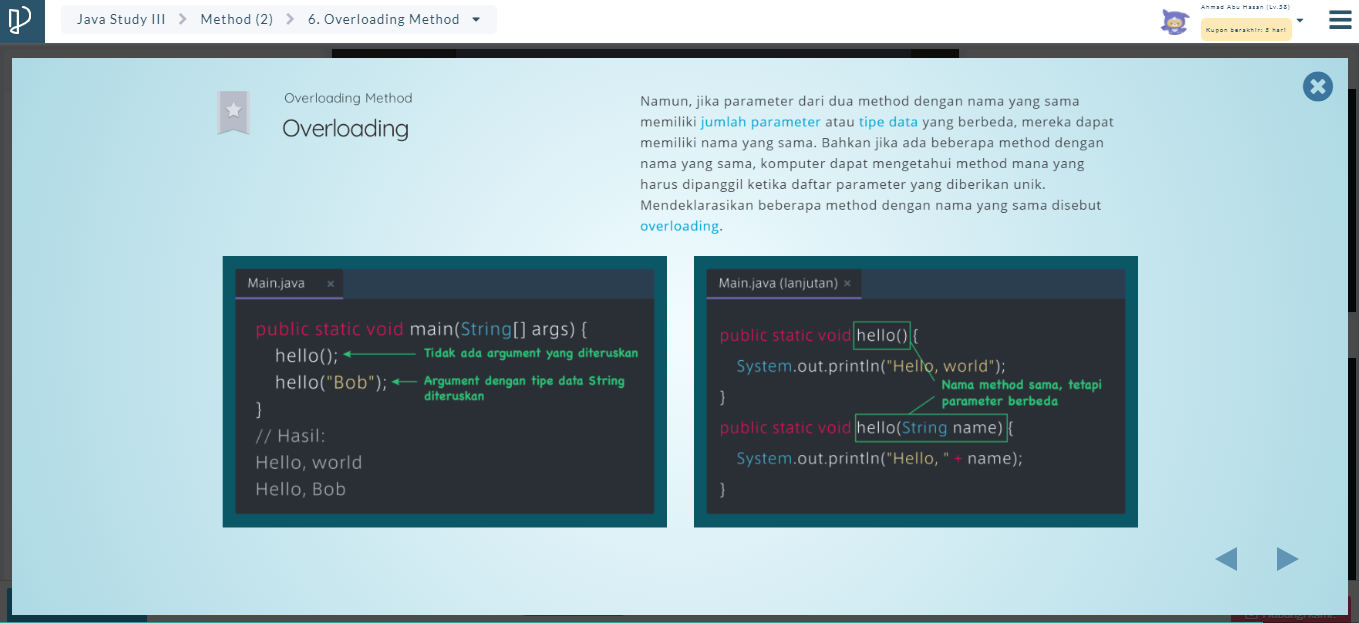 Java Study III
Method (2)
6. Overloading Method
Ahmad Abu Hasan (Lv.38)
Kupon berakhir: 5 hari
Overloading Method
Overloading
Namun, jika parameter dari dua method dengan nama yang sama
memiliki jumlah parameter atau tipe data yang berbeda, mereka dapat
memiliki nama yang sama. Bahkan jika ada beberapa method dengan
nama yang sama, komputer dapat mengetahui method mana yang
harus dipanggil ketika daftar parameter yang diberikan unik.
Mendeklarasikan beberapa method dengan nama yang sama disebut
overloading.
Main.java ×
public static void main(String[] args) {
hello(); Tidak ada argument yang diteruskan
hello("Bob"); Argument dengan tipe data String
diteruskan
}
// Hasil:
Hello, world
Hello, Bob
Main.java (lanjutan) ×
public static void hello() {
System.out.println("Hello, world");
Nama method sama, tetapi
} parameter berbeda
public static void hello(String name) {
System.out.println("Hello, " + name);
}